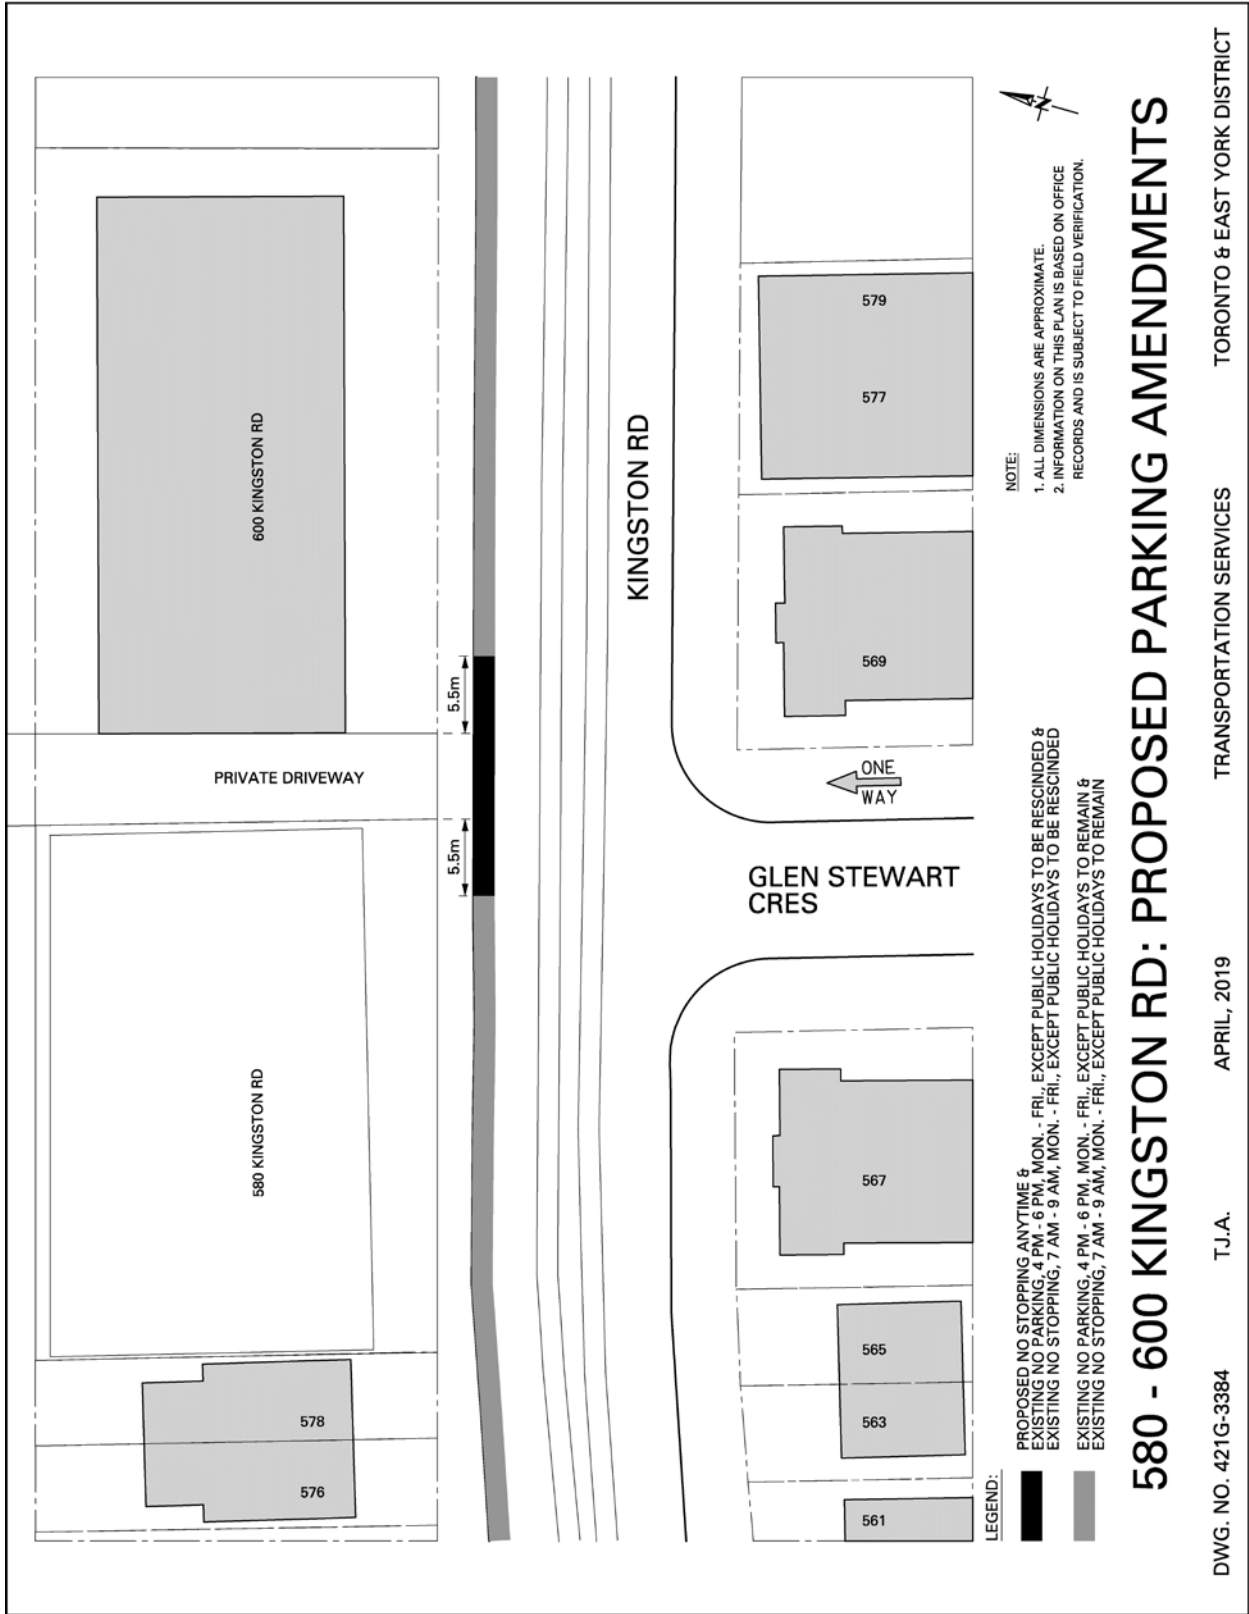 600 KINGSTON RD
PRIVATE DRIVEWAY
580 KINGSTON RD
578
576
5.5m
5.5m
KINGSTON RD
579
577
569
ONE
WAY
GLEN STEWART
CRES
567
565
563
561
N
LEGEND:
PROPOSED NO STOPPING ANYTIME &
EXISTING NO PARKING, 4 PM - 6 PM, MON. - FRI., EXCEPT PUBLIC HOLIDAYS TO BE RESCINDED &
EXISTING NO STOPPING, 7 AM - 9 AM, MON. - FRI., EXCEPT PUBLIC HOLIDAYS TO BE RESCINDED
EXISTING NO PARKING, 4 PM - 6 PM, MON. - FRI., EXCEPT PUBLIC HOLIDAYS TO REMAIN &
EXISTING NO STOPPING, 7 AM - 9 AM, MON. - FRI., EXCEPT PUBLIC HOLIDAYS TO REMAIN
NOTE:
1. ALL DIMENSIONS ARE APPROXIMATE.
2. INFORMATION ON THIS PLAN IS BASED ON OFFICE
RECORDS AND IS SUBJECT TO FIELD VERIFICATION.
580 - 600 KINGSTON RD: PROPOSED PARKING AMENDMENTS
DWG. NO. 421G-3384 T.J.A. APRIL, 2019 TRANSPORTATION SERVICES TORONTO & EAST YORK DISTRICT